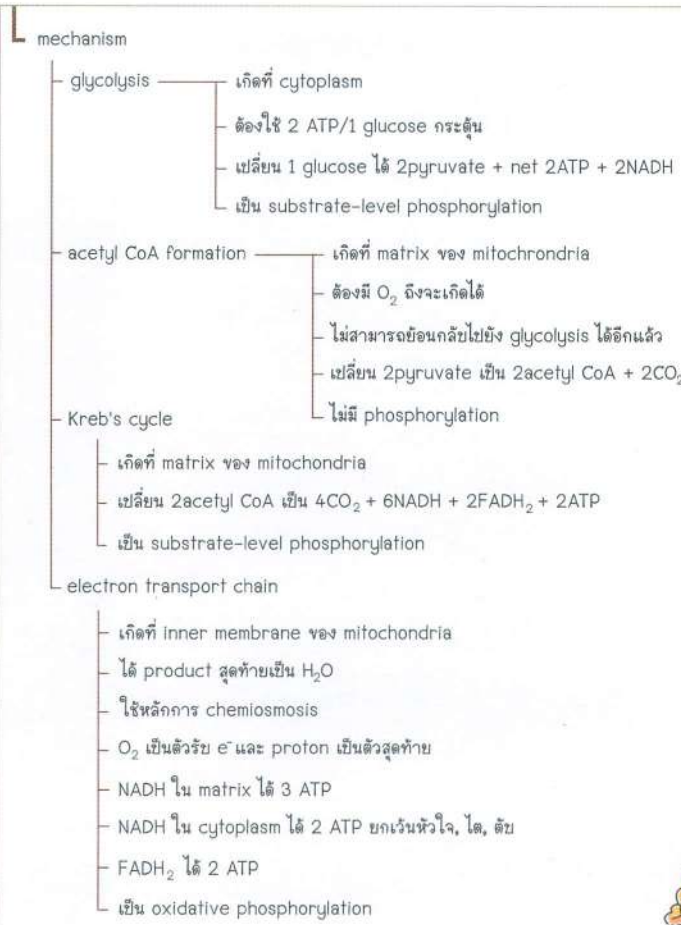 mechanism
glycolysis
เกิดที่ cytoplasm
ต้องใช้ 2 ATP/1 glucose กระตุ้น
เปลี่ยน 1 glucose ได้ 2pyruvate + net 2ATP + 2NADH
เป็น substrate-level phosphorylation
acetyl CoA formation
เกิดที่ matrix ของ mitochrondria
ต้องมี O₂ ถึงจะเกิดได้
ไม่สามารถย้อนกลับไปยัง glycolysis ได้อีกแล้ว
เปลี่ยน 2pyruvate เป็น 2acetyl CoA + 2CO₂
ไม่มี phosphorylation
Kreb's cycle
เกิดที่ matrix ของ mitochondria
เปลี่ยน 2acetyl CoA เป็น 4CO₂ + 6NADH + 2FADH₂ + 2ATP
เป็น substrate-level phosphorylation
electron transport chain
เกิดที่ inner membrane ของ mitochondria
ได้ product สุดท้ายเป็น H₂O
ใช้หลักการ chemiosmosis
O₂ เป็นตัวรับ e⁻และ proton เป็นตัวสุดท้าย
NADH ใน matrix ได้ 3 ATP
NADH ใน cytoplasm ได้ 2 ATP ยกเว้นหัวใจ, ไต, ตับ
FADH₂ ได้ 2 ATP
เป็น oxidative phosphorylation